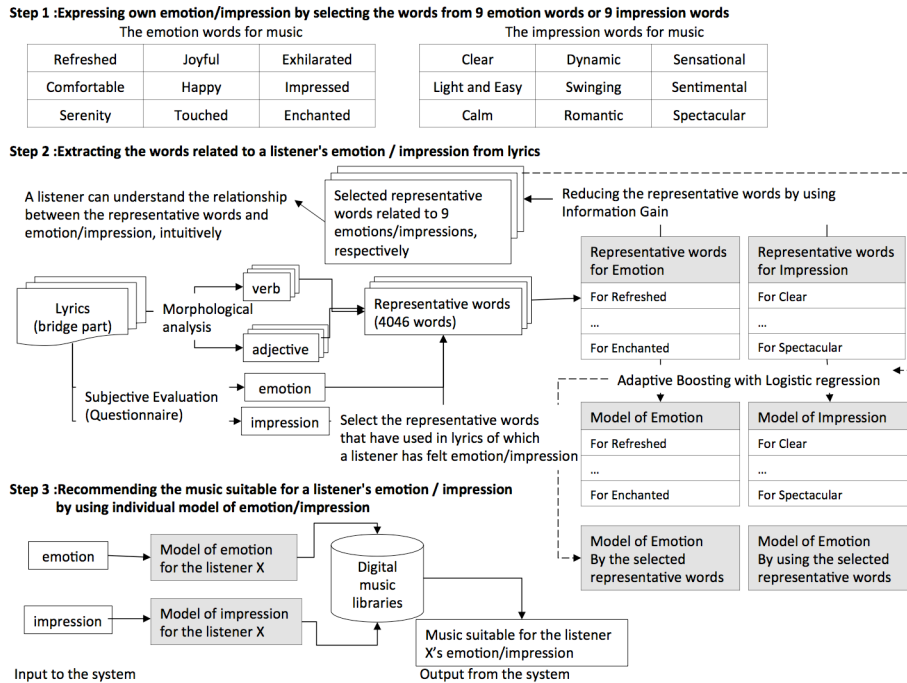 Step 1 :Expressing own emotion/impression by selecting the words from 9 emotion words or 9 impression words
The emotion words for music
Refreshed Joyful Exhilarated
Comfortable Happy Impressed
Serenity Touched Enchanted
The impression words for music
Clear Dynamic Sensational
Light and Easy Swinging Sentimental
Calm Romantic Spectacular
Step 2 :Extracting the words related to a listener's emotion / impression from lyrics
A listener can understand the relationship
between the representative words and
emotion/impression, intuitively
Selected representative
words related to 9
emotions/impressions,
respectively
Reducing the representative words by using
Information Gain
Lyrics
(bridge part)
Morphological
analysis
verb
adjective
Representative words
(4046 words)
Subjective Evaluation
(Questionnaire)
emotion
impression
Select the representative words
that have used in lyrics of which
a listener has felt emotion/impression
Representative words
for Emotion
For Refreshed
...
For Enchanted
Representative words
for Impression
For Clear
...
For Spectacular
Adaptive Boosting with Logistic regression
Model of Emotion
For Refreshed
...
For Enchanted
Model of Impression
For Clear
...
For Spectacular
Model of Emotion
By the selected
representative words
Model of Emotion
By using the selected
representative words
Step 3 :Recommending the music suitable for a listener's emotion / impression
by using individual model of emotion/impression
emotion
Model of emotion
for the listener X
impression
Model of impression
for the listener X
Digital
music
libraries
Music suitable for the listener
X's emotion/impression
Input to the system
Output from the system